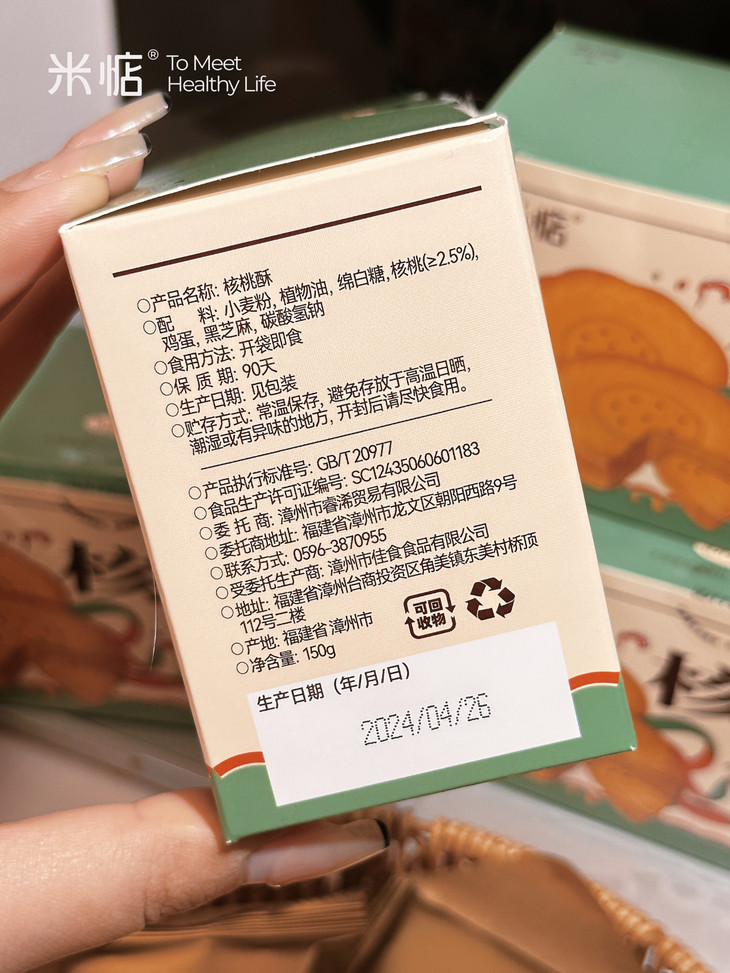 米惦® To Meet
Healthy Life
○产品名称: 核桃酥
○配 料: 小麦粉, 植物油, 绵白糖, 核桃(≥2.5%),
鸡蛋, 黑芝麻, 碳酸氢钠
○食用方法: 开袋即食
○保 质 期: 90天
○生产日期: 见包装
○贮存方式: 常温保存, 避免存放于高温日晒,
潮湿或有异味的地方, 开封后请尽快食用。
○产品执行标准号: GB/T 20977
○食品生产许可证编号: SC12435060601183
○委 托 商: 漳州市睿浠贸易有限公司
○委托商地址: 福建省漳州市龙文区朝阳西路9号
○联系方式: 0596-3870955
○受委托生产商: 漳州市佳食食品有限公司
○地址: 福建省漳州台商投资区角美镇东美村桥顶
112号二楼
○产地: 福建省 漳州市
○净含量: 150g
可回
收物
生产日期（年/月/日）
2024/04/26
惦